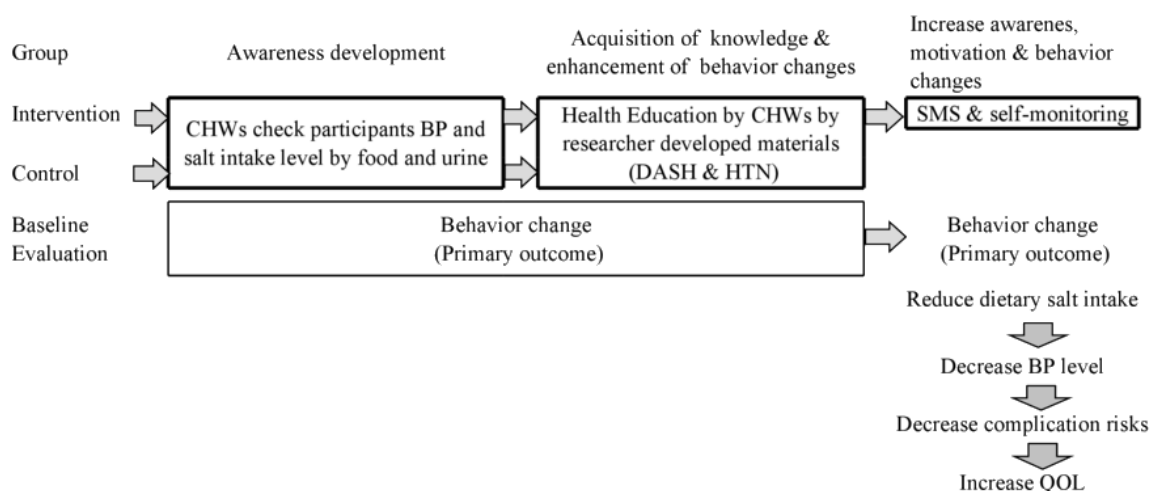 Group
Awareness development
Acquisition of knowledge &
enhancement of behavior changes
Increase awarenes,
motivation & behavior
changes
Intervention
Control
CHWs check participants BP and
salt intake level by food and urine
Health Education by CHWs by
researcher developed materials
(DASH & HTN)
SMS & self-monitoring
Baseline
Evaluation
Behavior change
(Primary outcome)
Behavior change
(Primary outcome)
Reduce dietary salt intake
Decrease BP level
Decrease complication risks
Increase QOL